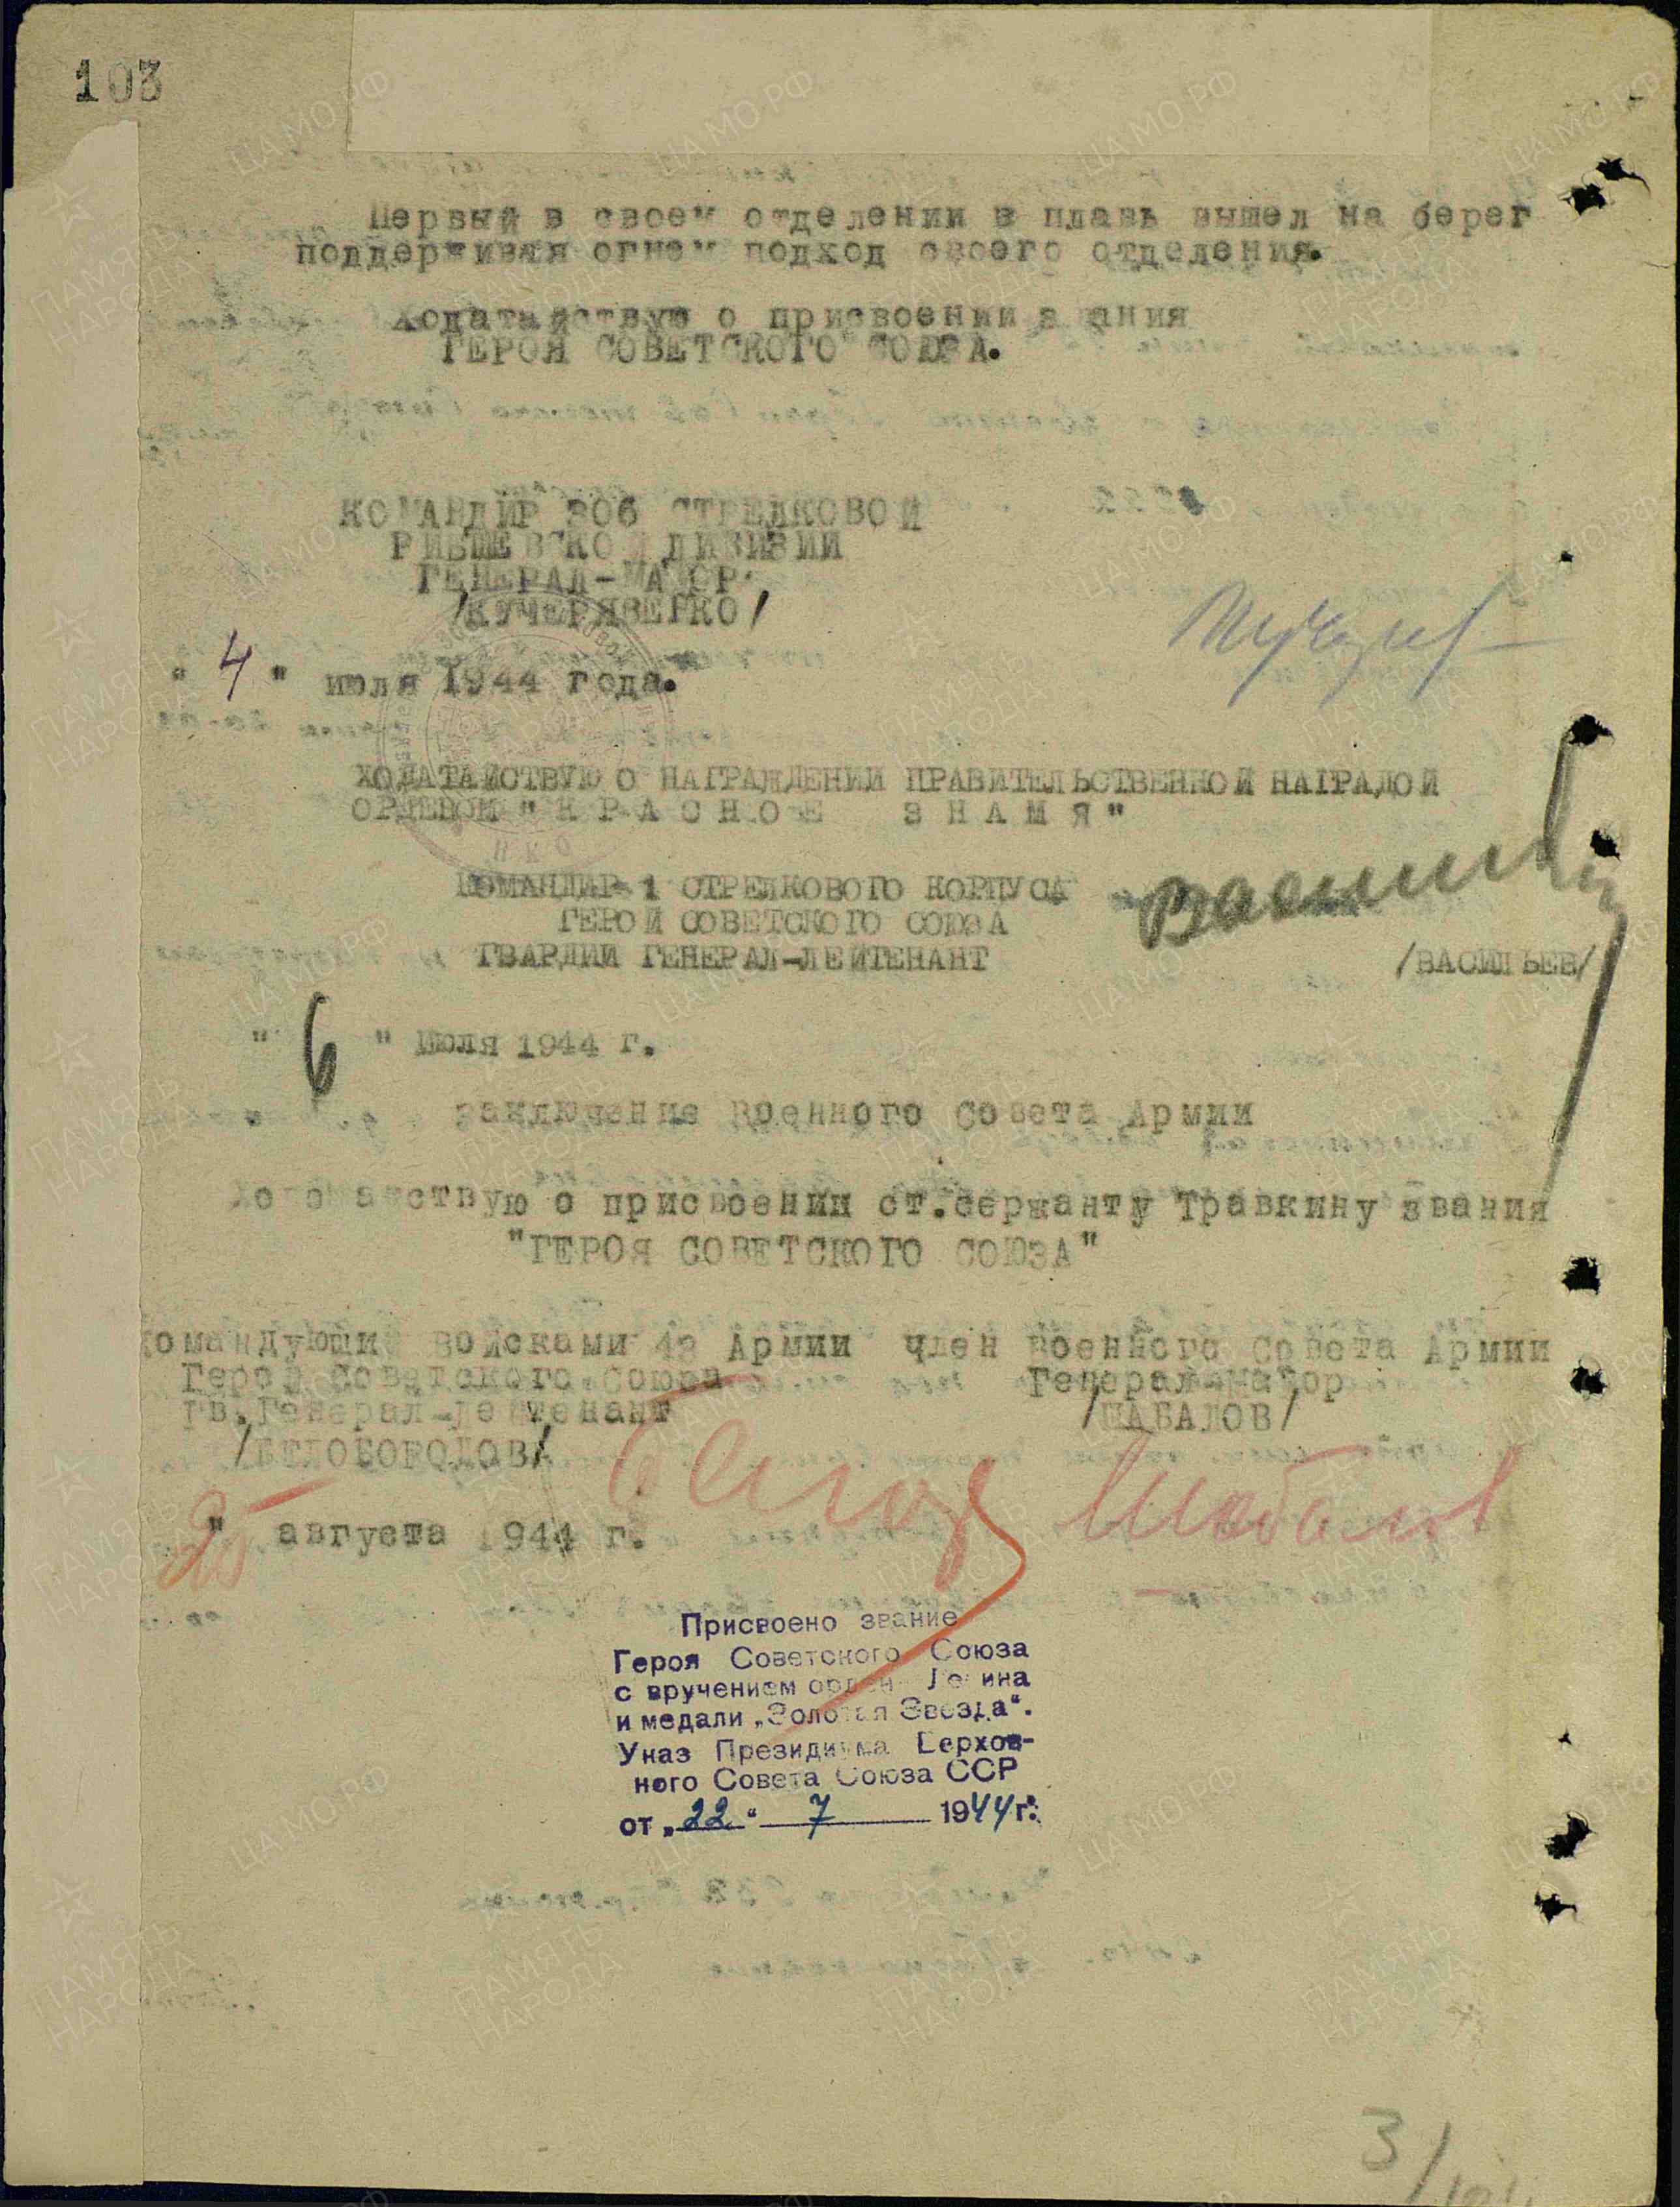 103
Первый в своем отделении в плавь вышел на берег
поддерживая огнем подход своего отделения.
Ходатайствую о присвоении звания
ГЕРОЯ СОВЕТСКОГО СОЮЗА.
КОМАНДИР 306 СТРЕЛКОВОЙ
ДИВИЗИИ
ГЕНЕРАЛ-МАЙОР
/КУЧЕРЯВЕНКО/
"4" июля 1944 года.
ХОДАТАЙСТВУЮ О НАГРАЖДЕНИИ ПРАВИТЕЛЬСТВЕННОЙ НАГРАДОЙ
ОРДЕНОМ "КРАСНОЕ ЗНАМЯ"
НКО
КОМАНДИР 1 СТРЕЛКОВОГО КОРПУСА
ГЕРОЙ СОВЕТСКОГО СОЮЗА
ГВАРДИИ ГЕНЕРАЛ-ЛЕЙТЕНАНТ
/ВАСИЛЬЕВ/
"6" июля 1944 г.
заключение Военного Совета Армии
Ходатайствую о присвоении ст.сержанту Травкину звания
"ГЕРОЯ СОВЕТСКОГО СОЮЗА"
Командующий войсками 43 Армии член Военного Совета Армии
Герой Советского Союза Генерал-майор
гв.Генерал-лейтенант /ШАБАЛОВ/
/БЕЛОБОРОДОВ/
Шабалов
августа 1944 г.
Присвоено звание
Героя Советского Союза
с вручением орден Ленина
и медали „Золотая Звезда“.
Указ Президиума Верхов-
ного Совета Союза ССР
от „22“ 7 1944 г.
3/